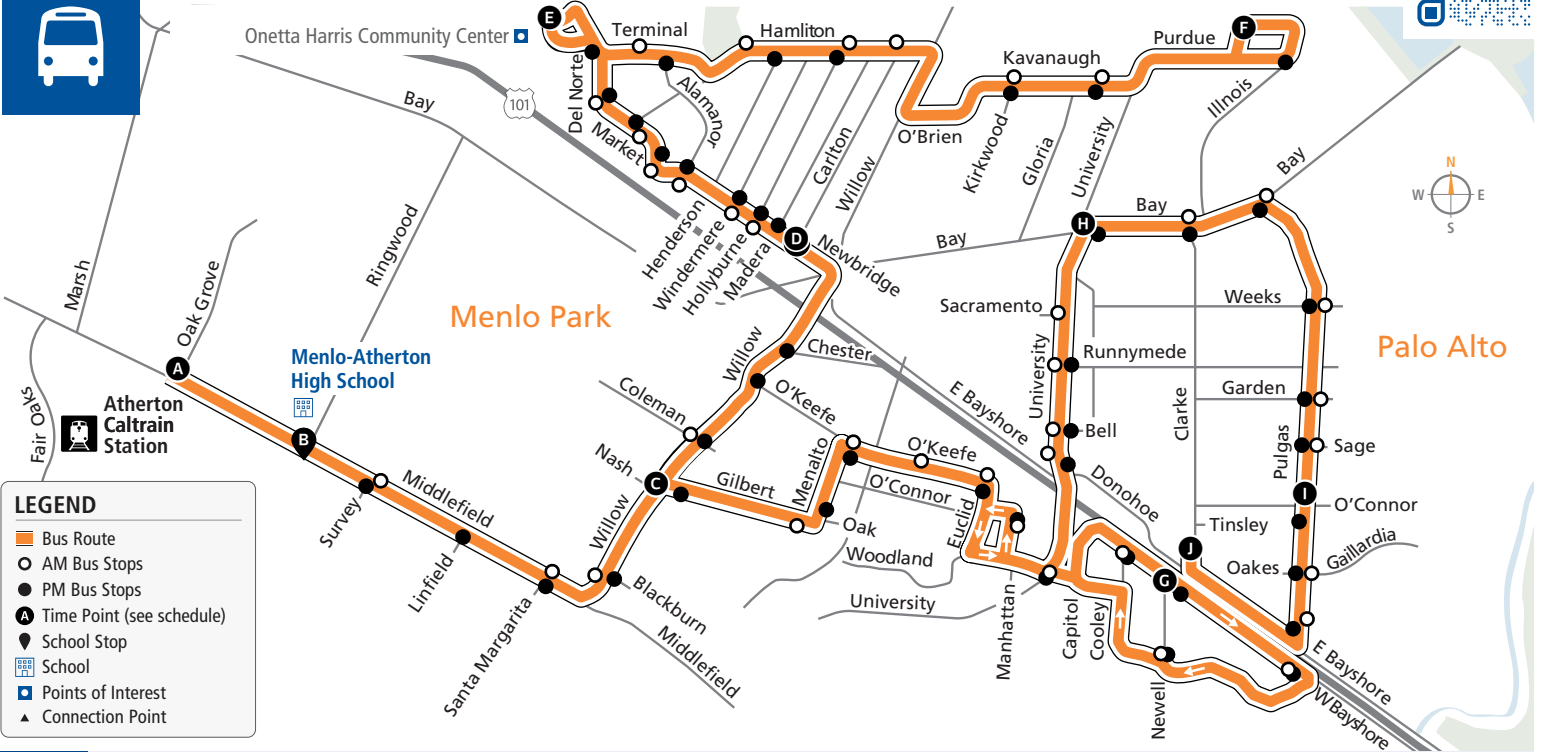 Onetta Harris Community Center
E
Terminal
Hamliton
Kavanaugh
Purdue
F
Bay
101
Del Norte
Alamanor
Market
Carlton
Willow
O'Brien
Kirkwood
Gloria
University
Illnois
Bay
N
W
E
S
Marsh
Oak Grove
Ringwood
Henderson
Windermere
Hollyburne
Madera
D
Newbridge
Bay
H
Bay
Menlo Park
Palo Alto
Sacramento
Weeks
Runnymede
Garden
University
Bell
Clarke
Pulgas
Sage
I
O'Connor
Tinsley
Gaillardia
Oakes
J
A
Menlo-Atherton
High School
B
Fair Oaks
Atherton
Caltrain
Station
Willow
Chester
Coleman
O'Keefe
E Bayshore
Nash
C
Gilbert
Menalto
O'Keefe
O'Connor
Donohoe
Oak
Euclid
Woodland
University
Middlefield
Survey
Linfield
Willow
Blackburn
Santa Margarita
Middlefield
Manhattan
Capitol
Cooley
G
Newell
E Bayshore
W Bayshore
LEGEND
Bus Route
AM Bus Stops
PM Bus Stops
A Time Point (see schedule)
School Stop
School
Points of Interest
Connection Point